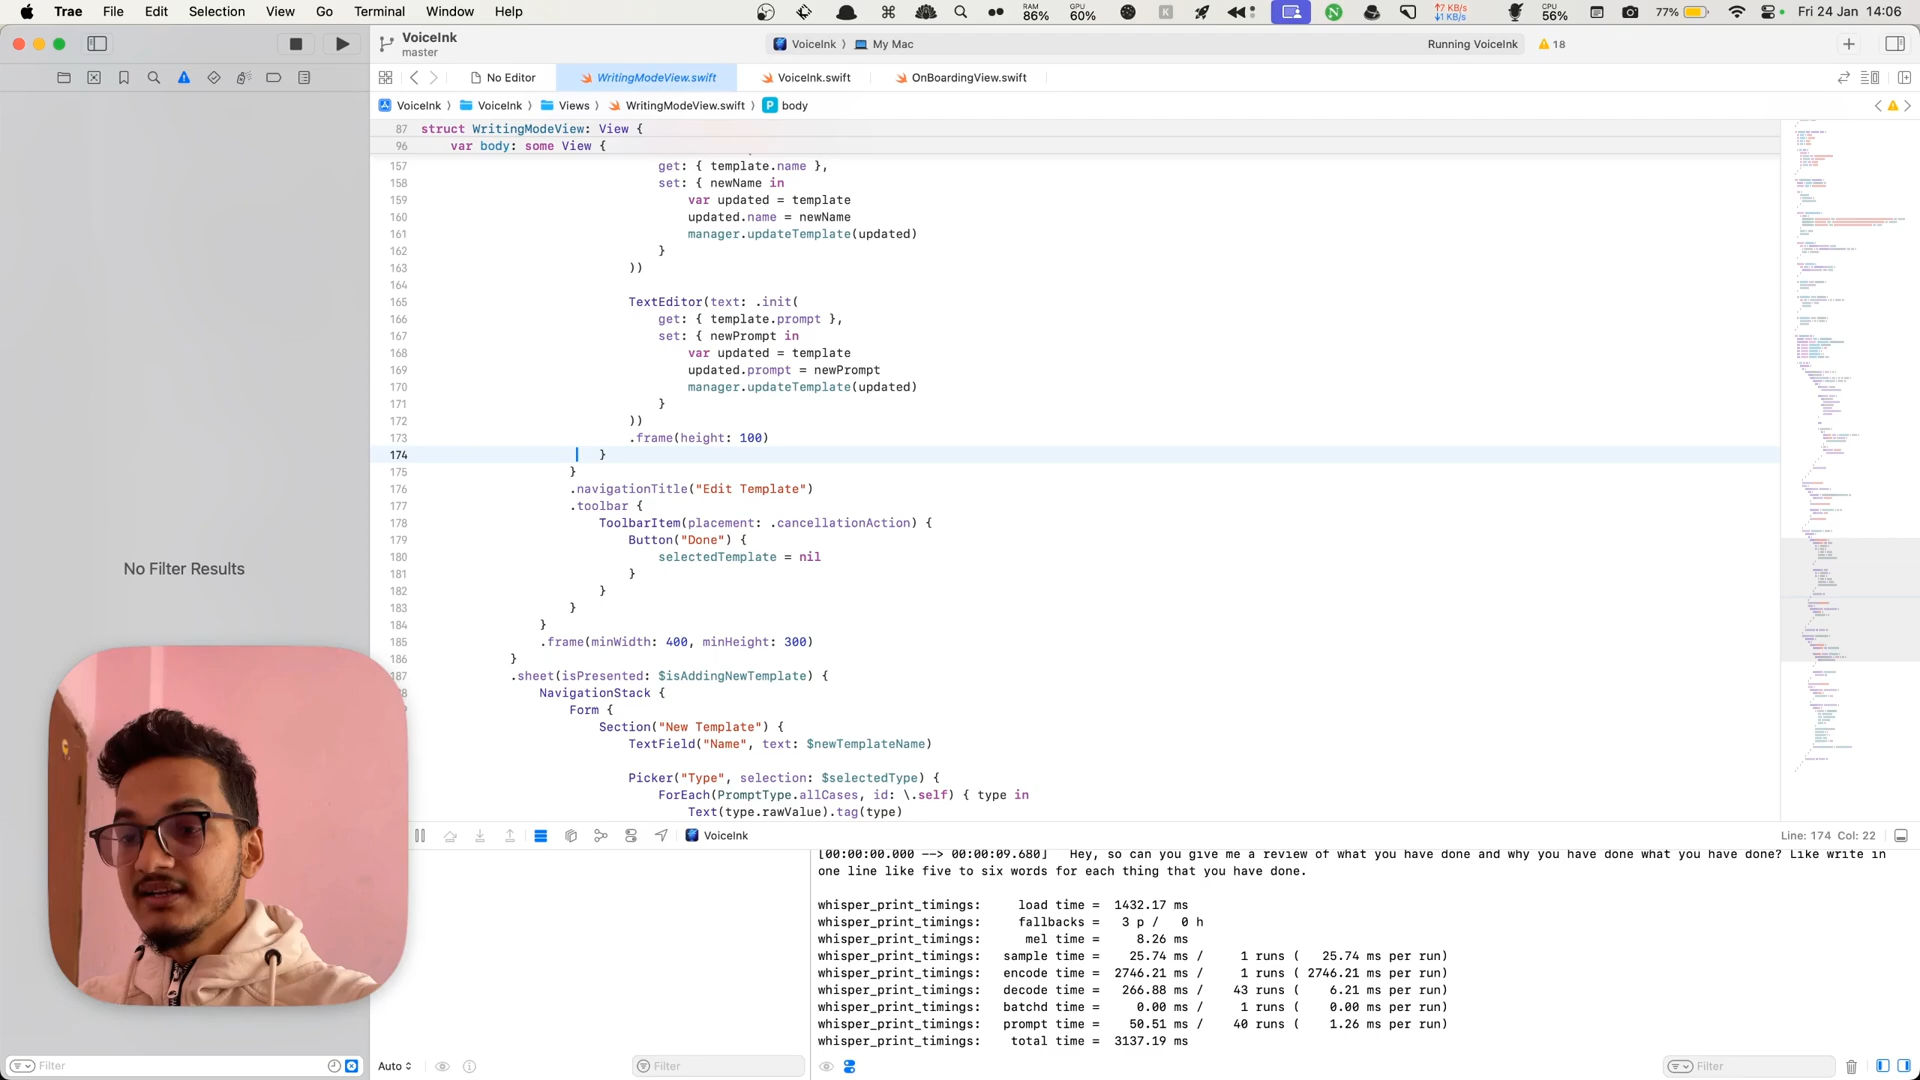 Trae File Edit Selection View Go Terminal Window Help RAM 86% GPU 60% K N 7 KB/s 1 KB/s CPU 56% 77% Fri 24 Jan 14:06
VoiceInk
master
VoiceInk My Mac Running VoiceInk 18
No Editor WritingModeView.swift VoiceInk.swift OnBoardingView.swift
VoiceInk VoiceInk Views WritingModeView.swift P body
87 struct WritingModeView: View {
96 var body: some View {
157 get: { template.name },
158 set: { newName in
159 var updated = template
160 updated.name = newName
161 manager.updateTemplate(updated)
162 }
163 ))
164
165 TextEditor(text: .init(
166 get: { template.prompt },
167 set: { newPrompt in
168 var updated = template
169 updated.prompt = newPrompt
170 manager.updateTemplate(updated)
171 }
172 ))
173 .frame(height: 100)
174 }
175 }
176 .navigationTitle("Edit Template")
177 .toolbar {
178 ToolbarItem(placement: .cancellationAction) {
179 Button("Done") {
180 selectedTemplate = nil
181 }
182 }
183 }
184 }
185 .frame(minWidth: 400, minHeight: 300)
186 }
187 .sheet(isPresented: $isAddingNewTemplate) {
NavigationStack {
Form {
Section("New Template") {
TextField("Name", text: $newTemplateName)
Picker("Type", selection: $selectedType) {
ForEach(PromptType.allCases, id: \.self) { type in
Text(type.rawValue).tag(type)
No Filter Results
VoiceInk Line: 174 Col: 22
[00:00:00.000 --> 00:00:09.680] Hey, so can you give me a review of what you have done and why you have done what you have done? Like write in
one line like five to six words for each thing that you have done.
whisper_print_timings: load time = 1432.17 ms
whisper_print_timings: fallbacks = 3 p / 0 h
whisper_print_timings: mel time = 8.26 ms
whisper_print_timings: sample time = 25.74 ms / 1 runs ( 25.74 ms per run)
whisper_print_timings: encode time = 2746.21 ms / 1 runs ( 2746.21 ms per run)
whisper_print_timings: decode time = 266.88 ms / 43 runs ( 6.21 ms per run)
whisper_print_timings: batchd time = 0.00 ms / 1 runs ( 0.00 ms per run)
whisper_print_timings: prompt time = 50.51 ms / 40 runs ( 1.26 ms per run)
whisper_print_timings: total time = 3137.19 ms
Filter Auto Filter Filter